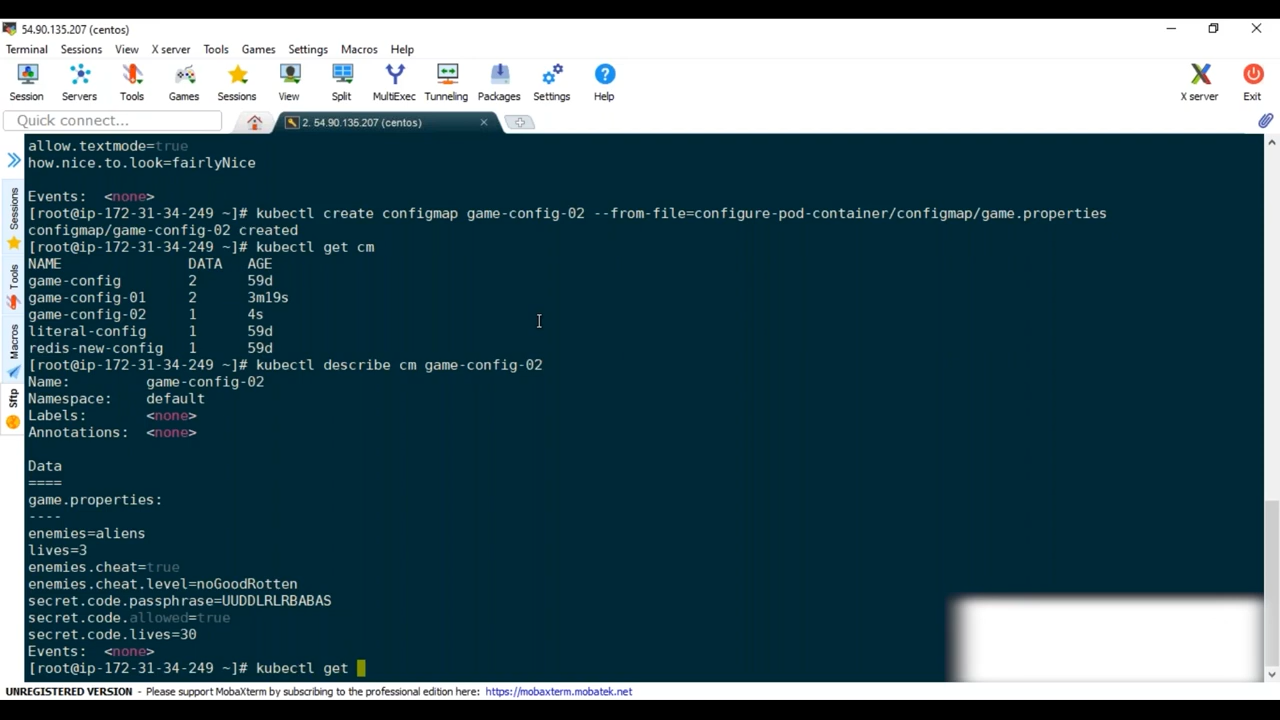 54.90.135.207 (centos)
Terminal Sessions View X server Tools Games Settings Macros Help
Session Servers Tools Games Sessions View Split MultiExec Tunneling Packages Settings Help X server Exit
Quick connect...
2. 54.90.135.207 (centos)
Sessions
Tools
Macros
Sftp
allow.textmode=true
how.nice.to.look=fairlyNice
Events: <none>
[root@ip-172-31-34-249 ~]# kubectl create configmap game-config-02 --from-file=configure-pod-container/configmap/game.properties
configmap/game-config-02 created
[root@ip-172-31-34-249 ~]# kubectl get cm
NAME DATA AGE
game-config 2 59d
game-config-01 2 3m19s
game-config-02 1 4s
literal-config 1 59d
redis-new-config 1 59d
[root@ip-172-31-34-249 ~]# kubectl describe cm game-config-02
Name: game-config-02
Namespace: default
Labels: <none>
Annotations: <none>
Data
====
game.properties:
----
enemies=aliens
lives=3
enemies.cheat=true
enemies.cheat.level=noGoodRotten
secret.code.passphrase=UUDDLRLRBABAS
secret.code.allowed=true
secret.code.lives=30
Events: <none>
[root@ip-172-31-34-249 ~]# kubectl get
UNREGISTERED VERSION - Please support MobaXterm by subscribing to the professional edition here: https://mobaxterm.mobatek.net